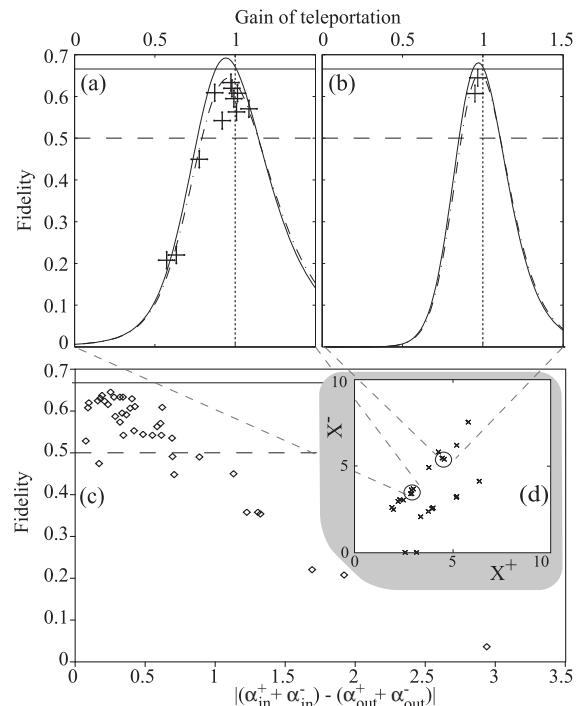 Gain of teleportation
0 0.5 1 0 0.5 1 1.5
0.7
0.6
0.5
0.4
0.3
0.2
0.1
0
Fidelity
(a)
(b)
0.7
0.6
0.5
0.4
0.3
0.2
0.1
0
Fidelity
(c)
10
5
0
X⁻
(d)
0 5 10
X⁺
0 0.5 1 1.5 2 2.5 3 3.5
|(α⁺in + α⁻in) - (α⁺out + α⁻out)|